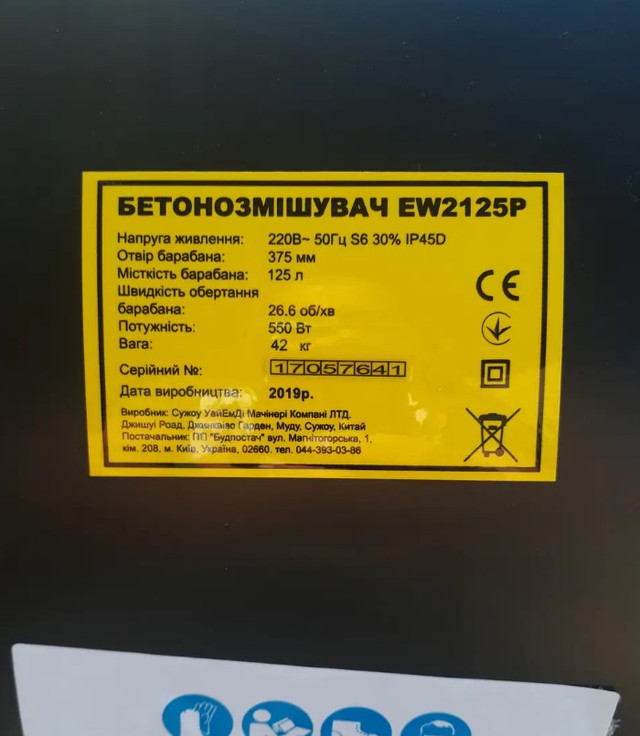 БЕТОНОЗМІШУВАЧ EW2125P
Напруга живлення: 220В~ 50Гц S6 30% IP45D
Отвір барабана: 375 мм
Місткість барабана: 125 л
Швидкість обертання
барабана: 26.6 об/хв
Потужність: 550 Вт
Вага: 42 кг
Серійний №: 17057641
Дата виробництва: 2019р.
Виробник: Сужоу УайЕмДі Мачінері Компані ЛТД.
Джишуі Роад, Джинкаіво Гарден, Муду, Сужоу, Китай
Постачальник: ПП "Будпостач" вул. Магнітогорська, 1,
кім. 208, м. Київ, Україна, 02660. тел. 044-393-03-86
CE